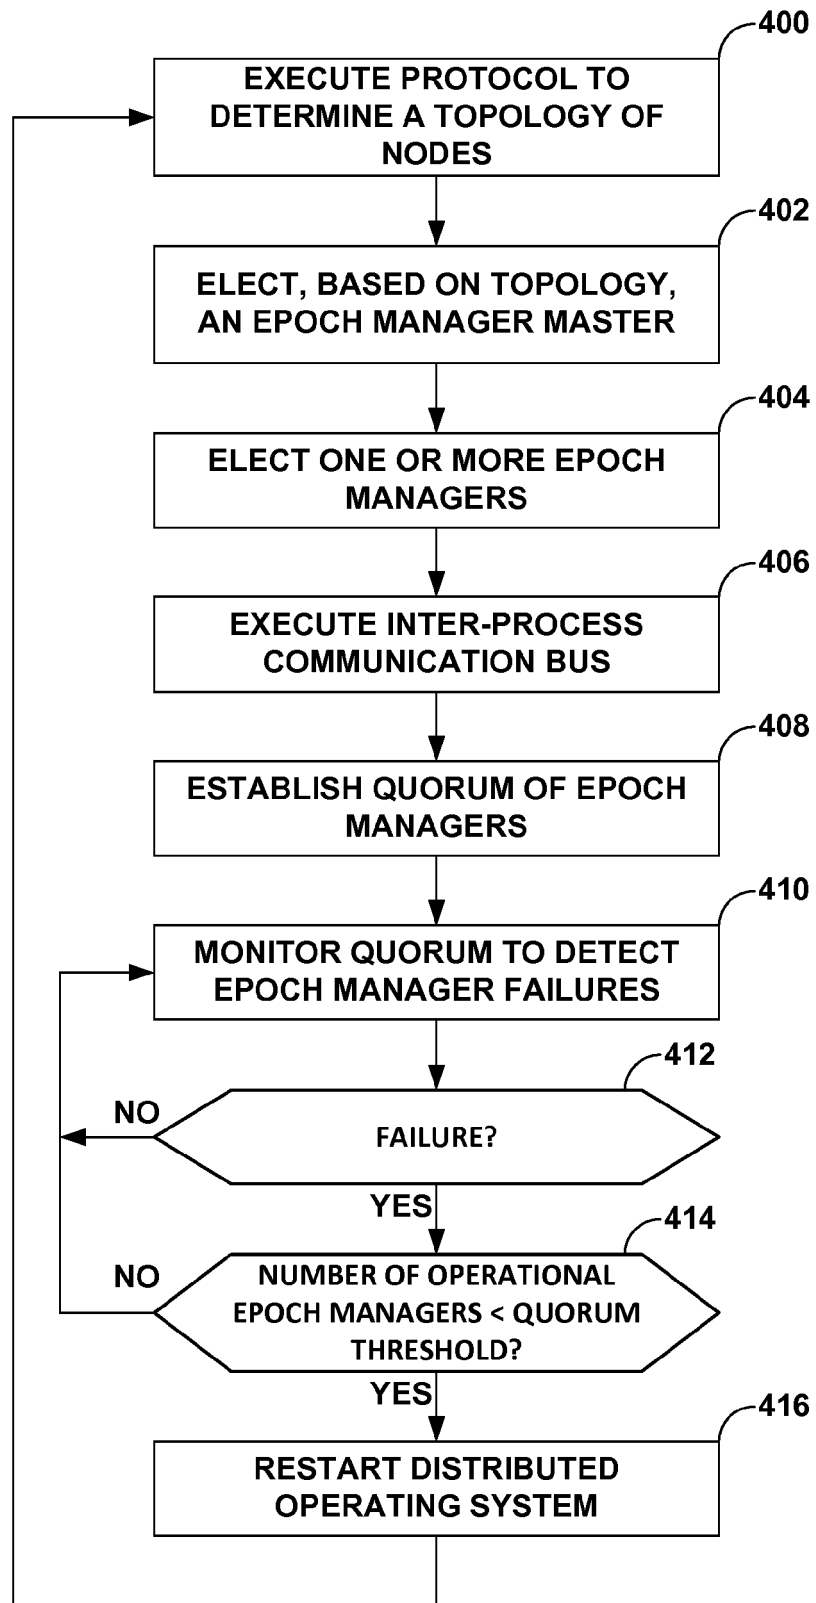 400
EXECUTE PROTOCOL TO
DETERMINE A TOPOLOGY OF
NODES
402
ELECT, BASED ON TOPOLOGY,
AN EPOCH MANAGER MASTER
404
ELECT ONE OR MORE EPOCH
MANAGERS
406
EXECUTE INTER-PROCESS
COMMUNICATION BUS
408
ESTABLISH QUORUM OF EPOCH
MANAGERS
410
MONITOR QUORUM TO DETECT
EPOCH MANAGER FAILURES
412
NO
FAILURE?
YES
414
NO
NUMBER OF OPERATIONAL
EPOCH MANAGERS < QUORUM
THRESHOLD?
YES
416
RESTART DISTRIBUTED
OPERATING SYSTEM